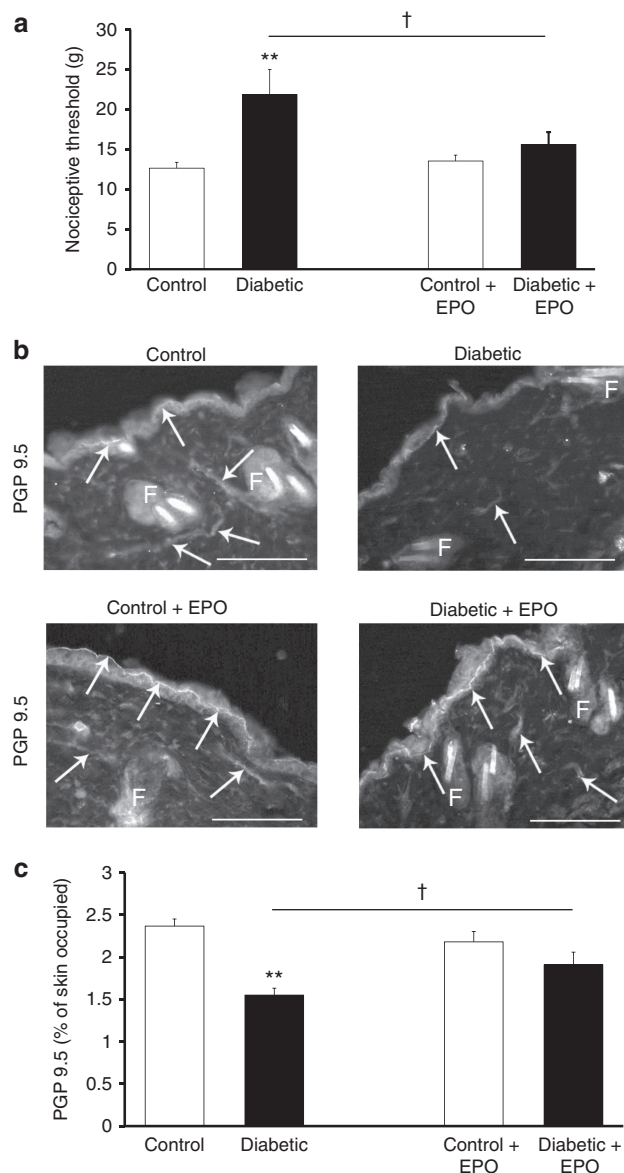 a
†
**
Nociceptive threshold (g)
30
25
20
15
10
5
0
Control
Diabetic
Control +
EPO
Diabetic +
EPO
b
Control
Diabetic
PGP 9.5
F
F
F
F
Control + EPO
Diabetic + EPO
PGP 9.5
F
F
F
c
†
**
PGP 9.5 (% of skin occupied)
3
2.5
2
1.5
1
0.5
0
Control
Diabetic
Control +
EPO
Diabetic +
EPO